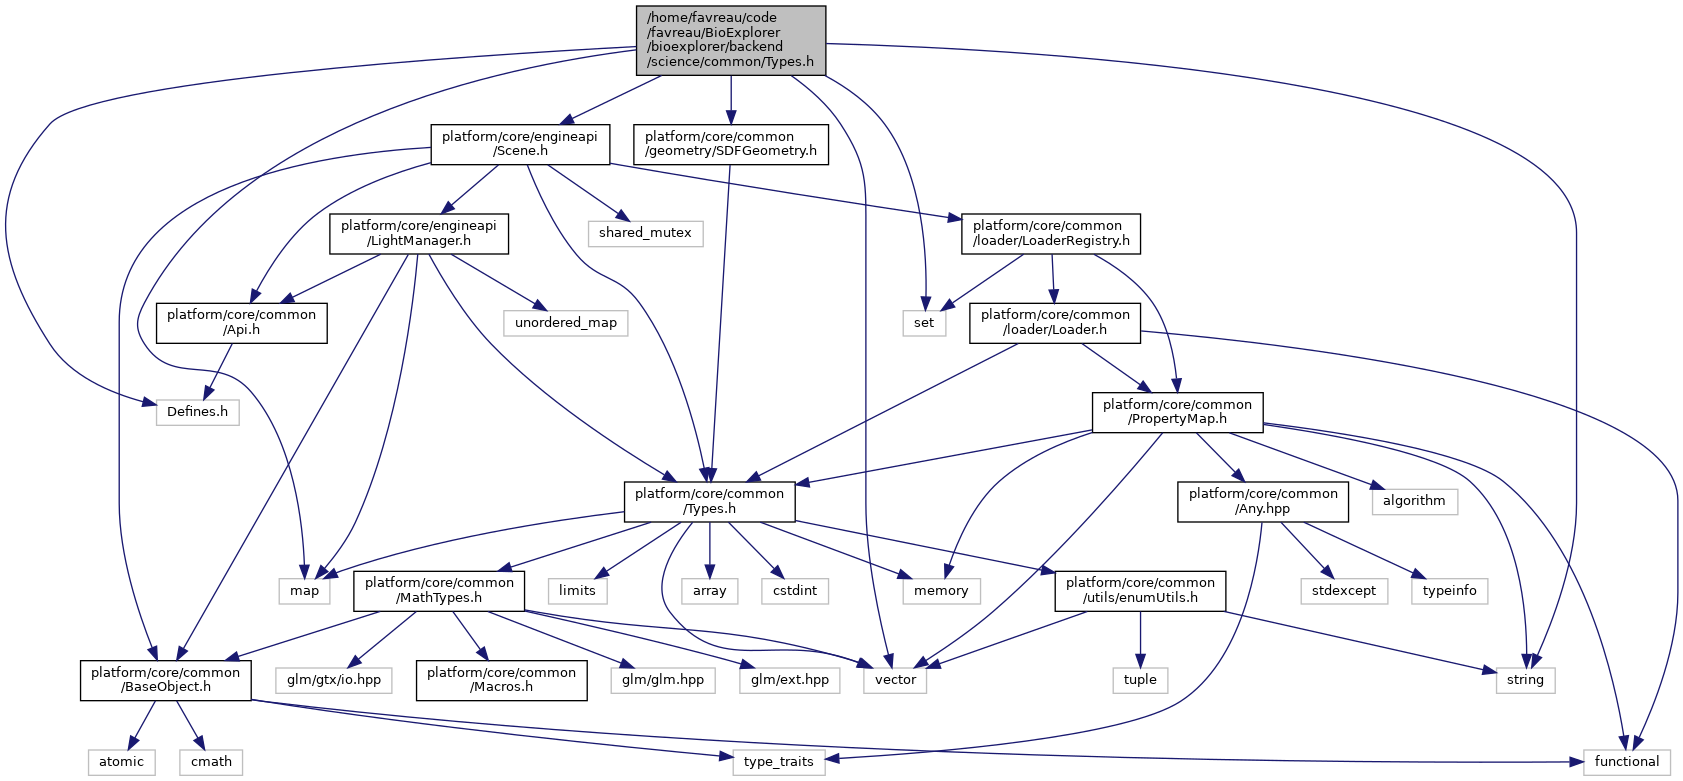 /home/favreau/code
/favreau/BioExplorer
/bioexplorer/backend
/science/common/Types.h
platform/core/engineapi
/Scene.h
platform/core/common
/geometry/SDFGeometry.h
platform/core/engineapi
/LightManager.h
shared_mutex
platform/core/common
/loader/LoaderRegistry.h
platform/core/common
/Api.h
unordered_map
set
platform/core/common
/loader/Loader.h
Defines.h
platform/core/common
/PropertyMap.h
platform/core/common
/Types.h
platform/core/common
/Any.hpp
algorithm
map
platform/core/common
/MathTypes.h
limits
array
cstdint
memory
platform/core/common
/utils/enumUtils.h
stdexcept
typeinfo
platform/core/common
/BaseObject.h
glm/gtx/io.hpp
platform/core/common
/Macros.h
glm/glm.hpp
glm/ext.hpp
vector
tuple
string
atomic
cmath
type_traits
functional